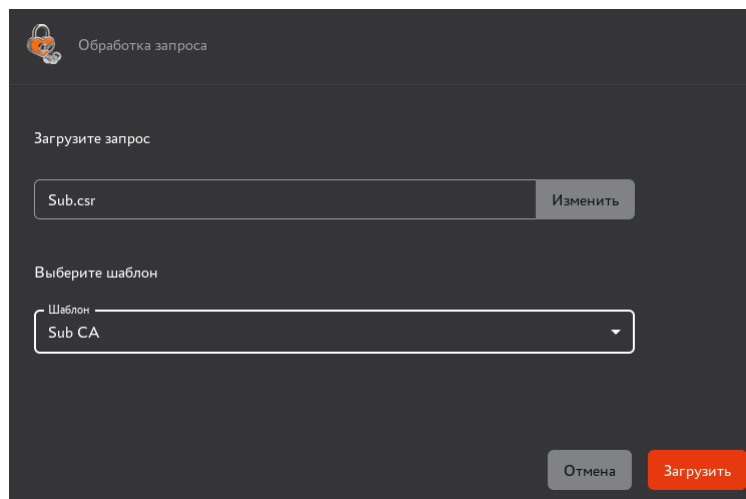 Обработка запроса
Загрузите запрос
Sub.csr
Изменить
Выберите шаблон
Шаблон
Sub CA
Отмена
Загрузить